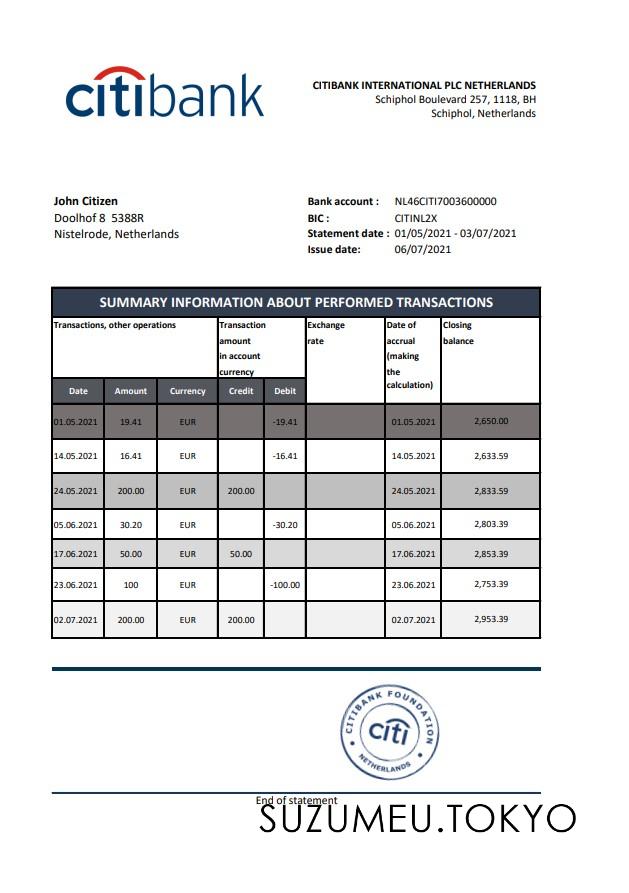 citibank
CITIBANK INTERNATIONAL PLC NETHERLANDS
Schiphol Boulevard 257, 1118, BH
Schiphol, Netherlands
John Citizen
Doolhof 8 5388R
Nistelrode, Netherlands
Bank account : NL46CITI7003600000
BIC : CITINL2X
Statement date : 01/05/2021 - 03/07/2021
Issue date: 06/07/2021
SUMMARY INFORMATION ABOUT PERFORMED TRANSACTIONS
Transactions, other operations
Transaction
amount
in account
currency
Exchange
rate
Date of
accrual
(making
the
calculation)
Closing
balance
Date Amount Currency Credit Debit
01.05.2021 19.41 EUR -19.41 01.05.2021 2,650.00
14.05.2021 16.41 EUR -16.41 14.05.2021 2,633.59
24.05.2021 200.00 EUR 200.00 24.05.2021 2,833.59
05.06.2021 30.20 EUR -30.20 05.06.2021 2,803.39
17.06.2021 50.00 EUR 50.00 17.06.2021 2,853.39
23.06.2021 100 EUR -100.00 23.06.2021 2,753.39
02.07.2021 200.00 EUR 200.00 02.07.2021 2,953.39
CITIBANK FOUNDATION
citi
NETHERLANDS
End of statement
SUZUMEU.TOKYO